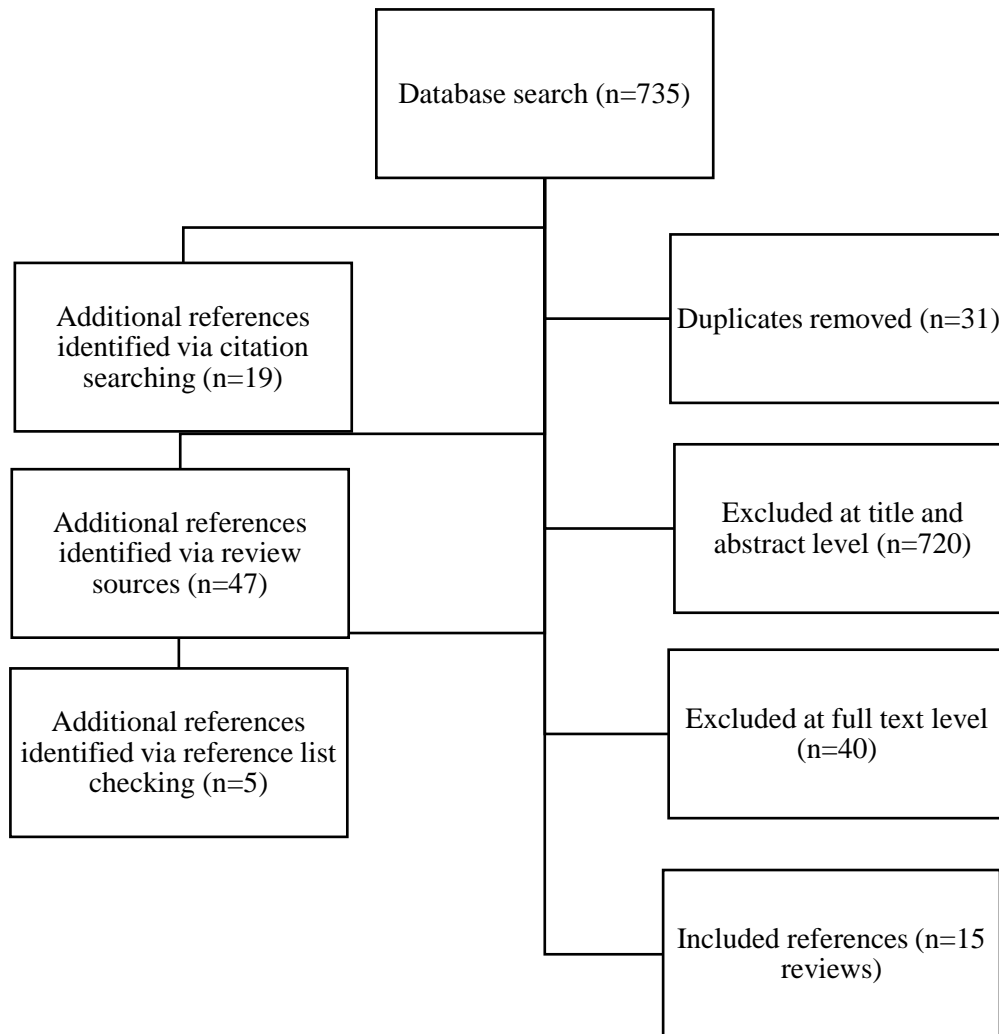 Database search (n=735)
Additional references
identified via citation
searching (n=19)
Duplicates removed (n=31)
Additional references
identified via review
sources (n=47)
Excluded at title and
abstract level (n=720)
Additional references
identified via reference list
checking (n=5)
Excluded at full text level
(n=40)
Included references (n=15
reviews)